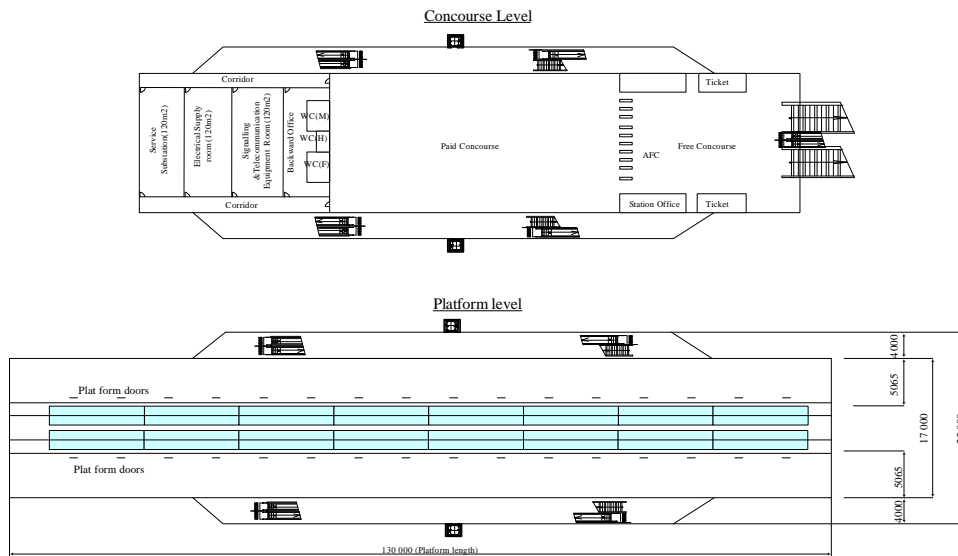 Concourse Level
Corridor
Ticket
Service
Substation(120m2)
Electrical Supply
room (120m2)
Signalling
&Telecommunication
Equipment Room(120m2)
Backward Office
WC(M)
WC(H)
WC(F)
Paid Concourse
AFC
Free Concourse
Corridor
Station Office
Ticket
Platform level
Plat form doors
Plat form doors
4000
5065
17 000
5065
4000
130 000 (Platform length)